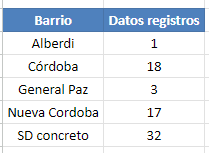 Barrio Datos registros
Alberdi 1
Córdoba 18
General Paz 3
Nueva Cordoba 17
SD concreto 32